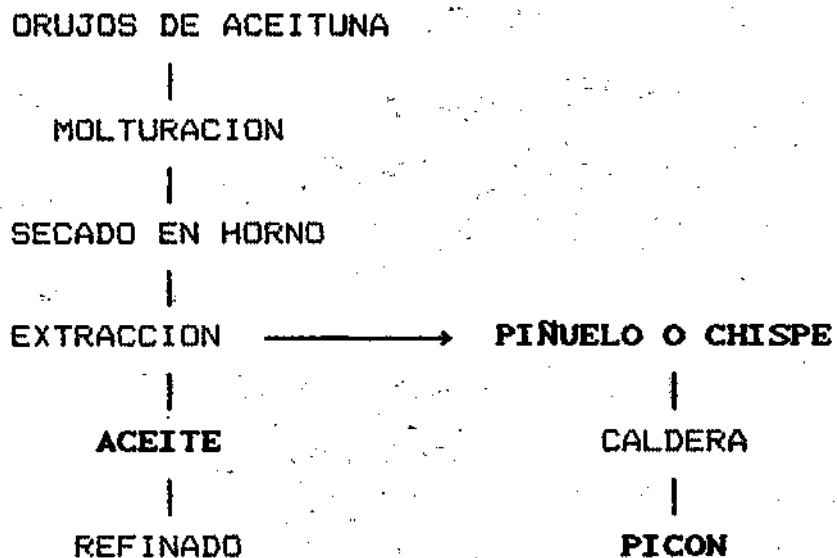 ORUJOS DE ACEITUNA
MOLTURACION
SECADO EN HORNO
EXTRACCION PIÑUELO O CHISPE
ACEITE CALDERA
REFINADO PICON